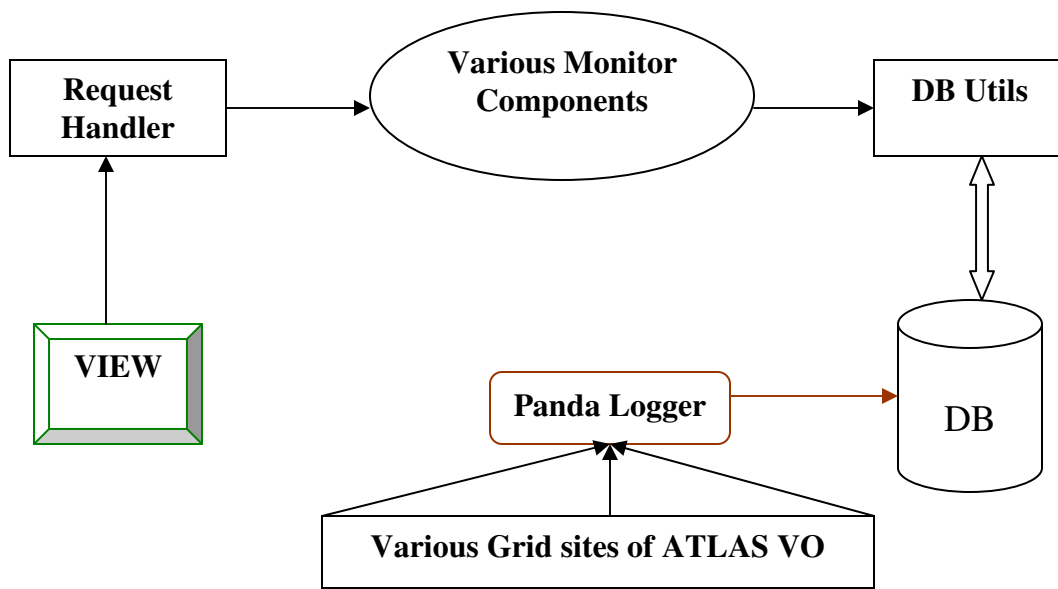 Request
Handler
Various Monitor
Components
DB Utils
VIEW
Panda Logger
DB
Various Grid sites of ATLAS VO